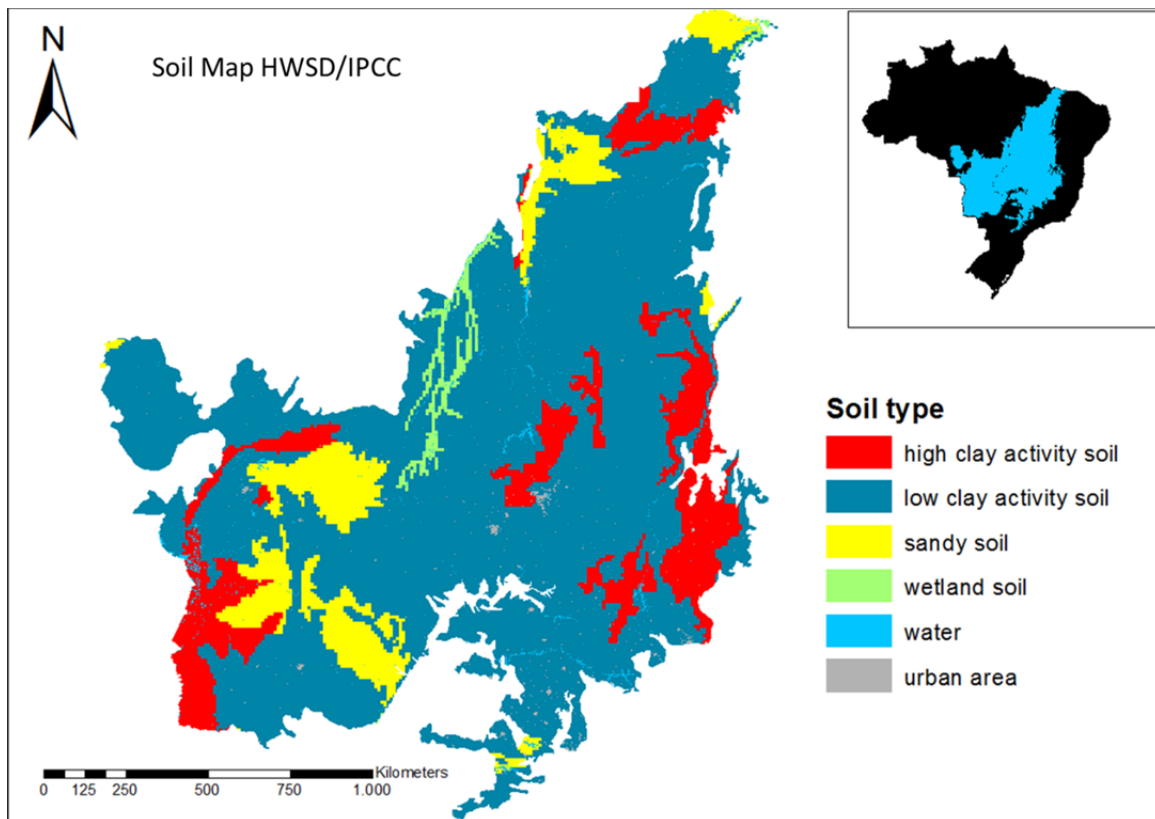 N
Soil Map HWSD/IPCC
Soil type
high clay activity soil
low clay activity soil
sandy soil
wetland soil
water
urban area
Kilometers
0 125 250 500 750 1.000